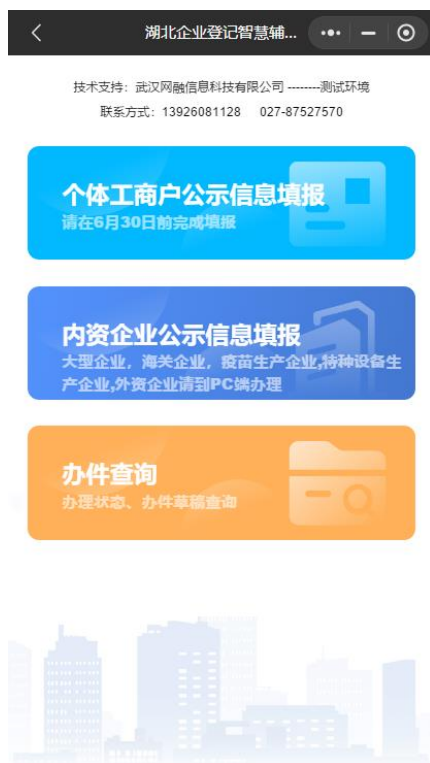 湖北企业登记智慧辅...
技术支持：武汉网融信息科技有限公司 --------测试环境
联系方式：13926081128 027-87527570
个体工商户公示信息填报
请在6月30日前完成填报
内资企业公示信息填报
大型企业，海关企业，疫苗生产企业,特种设备生
产企业,外资企业请到PC端办理
办件查询
办理状态、办件草稿查询